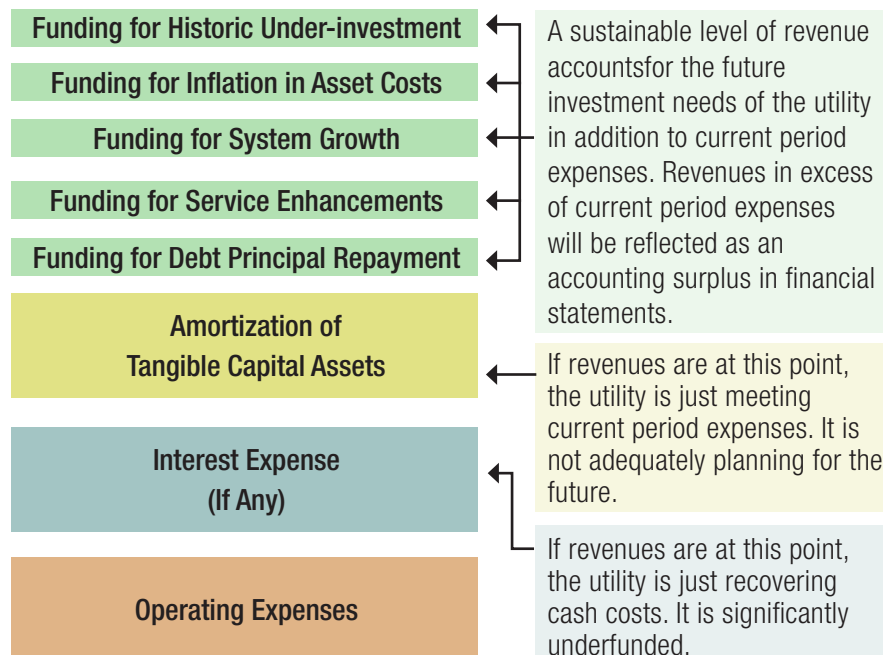 Funding for Historic Under-investment
Funding for Inflation in Asset Costs
Funding for System Growth
Funding for Service Enhancements
Funding for Debt Principal Repayment
Amortization of
Tangible Capital Assets
Interest Expense
(If Any)
Operating Expenses
A sustainable level of revenue
accountsfor the future
investment needs of the utility
in addition to current period
expenses. Revenues in excess
of current period expenses
will be reflected as an
accounting surplus in financial
statements.
If revenues are at this point,
the utility is just meeting
current period expenses. It is
not adequately planning for the
future.
If revenues are at this point,
the utility is just recovering
cash costs. It is significantly
underfunded.